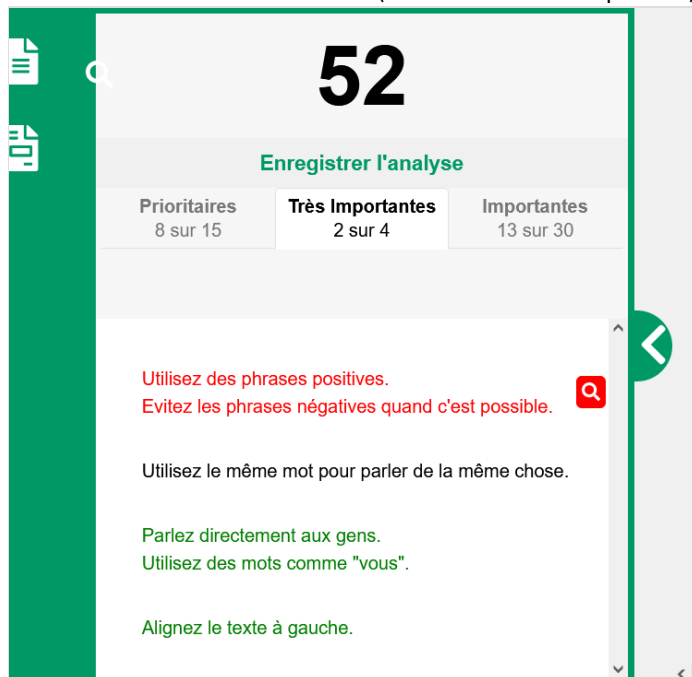 52
Enregistrer l'analyse
Prioritaires
8 sur 15
Très Importantes
2 sur 4
Importantes
13 sur 30
Utilisez des phrases positives.
Evitez les phrases négatives quand c'est possible.
Utilisez le même mot pour parler de la même chose.
Parlez directement aux gens.
Utilisez des mots comme "vous".
Alignez le texte à gauche.